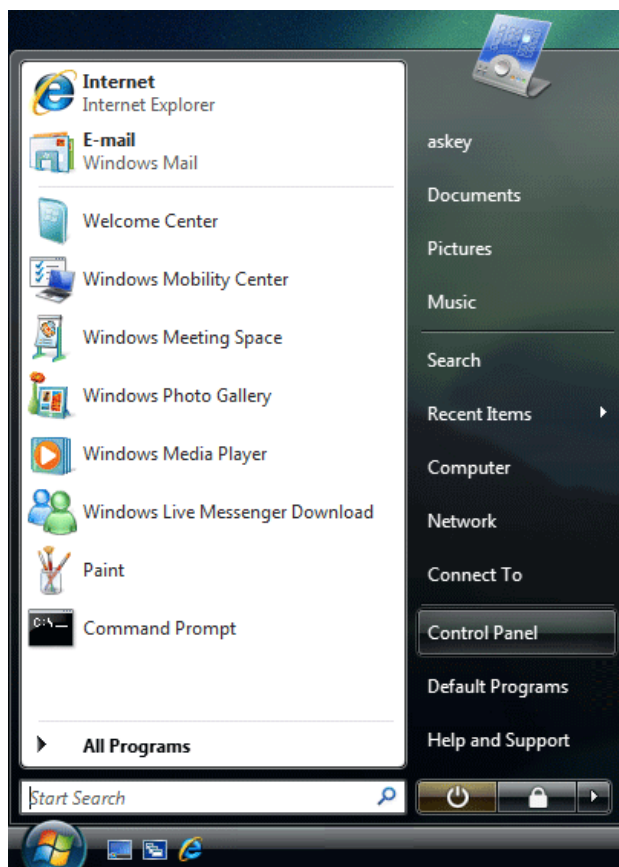 Internet
Internet Explorer
E-mail
Windows Mail
Welcome Center
Windows Mobility Center
Windows Meeting Space
Windows Photo Gallery
Windows Media Player
Windows Live Messenger Download
Paint
C:\_
Command Prompt
All Programs
Start Search
askey
Documents
Pictures
Music
Search
Recent Items
Computer
Network
Connect To
Control Panel
Default Programs
Help and Support